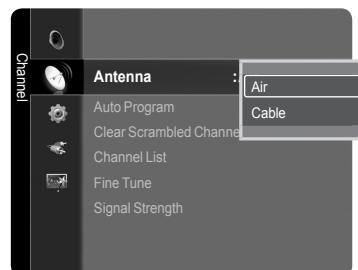 Channel
Antenna :
Air
Cable
Auto Program
Clear Scrambled Channe
Channel List
Fine Tune
Signal Strength